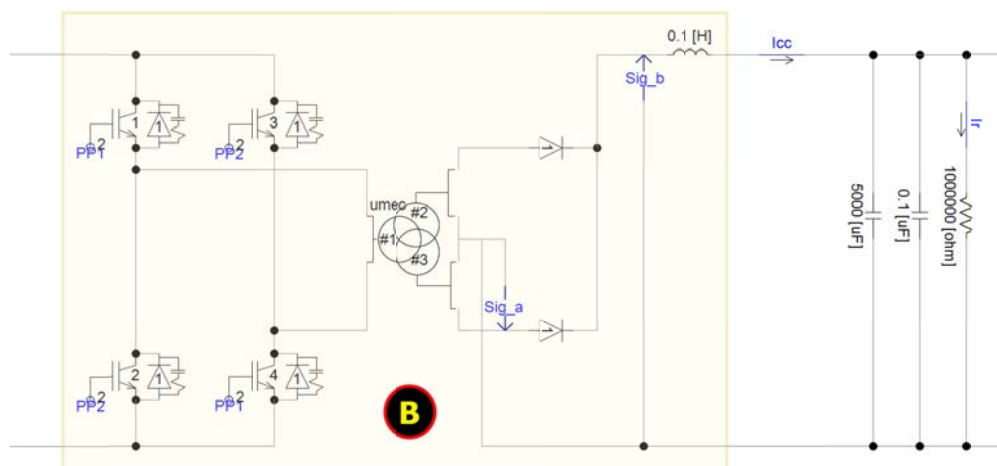 0.1 [H]
Icc
Sig_b
1
1
3
1
2
PP1
2
PP2
Ir
umec
#2
#1
#3
1
5000 [uF]
0.1 [uF]
1000000 [ohm]
Sig_a
1
2
1
4
1
2
PP2
2
PP1
B